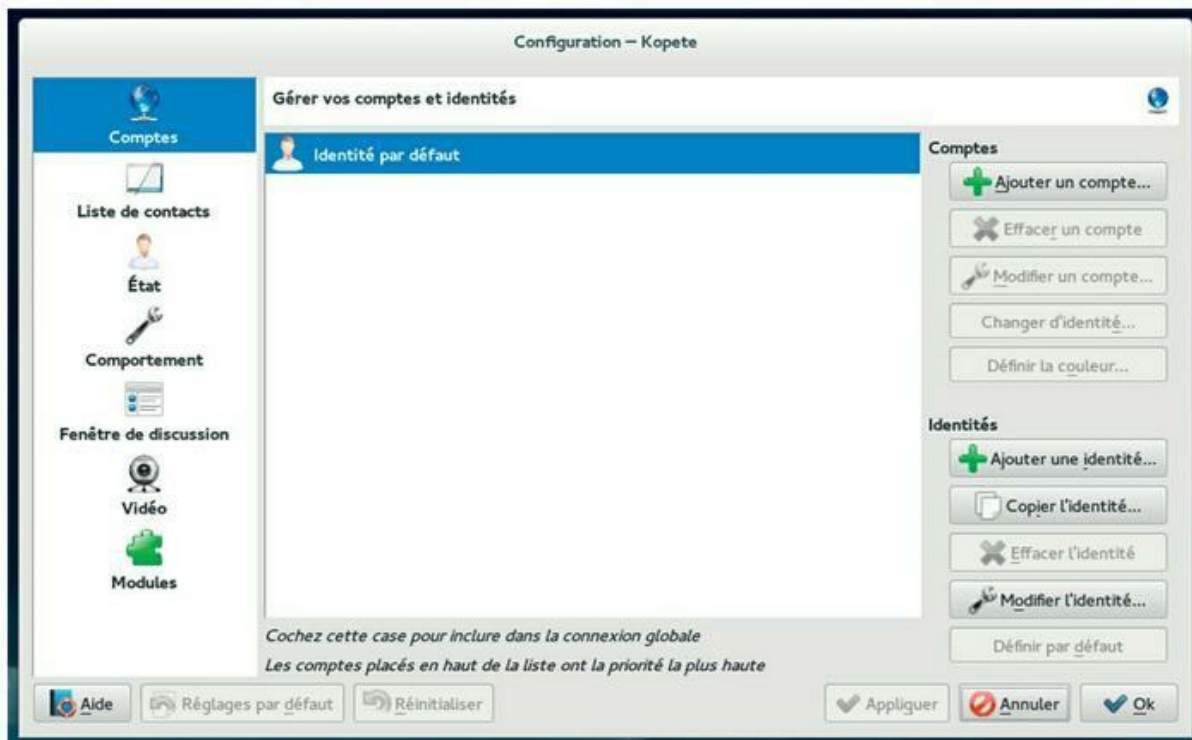 Configuration — Kopete
Comptes
Liste de contacts
État
Comportement
Fenêtre de discussion
Vidéo
Modules
Gérer vos comptes et identités
Identité par défaut
Cochez cette case pour inclure dans la connexion globale
Les comptes placés en haut de la liste ont la priorité la plus haute
Comptes
Ajouter un compte...
Effacer un compte
Modifier un compte...
Changer d'identité...
Définir la couleur...
Identités
Ajouter une identité...
Copier l'identité...
Effacer l'identité
Modifier l'identité...
Définir par défaut
Aide
Réglages par défaut
Réinitialiser
Appliquer
Annuler
Ok